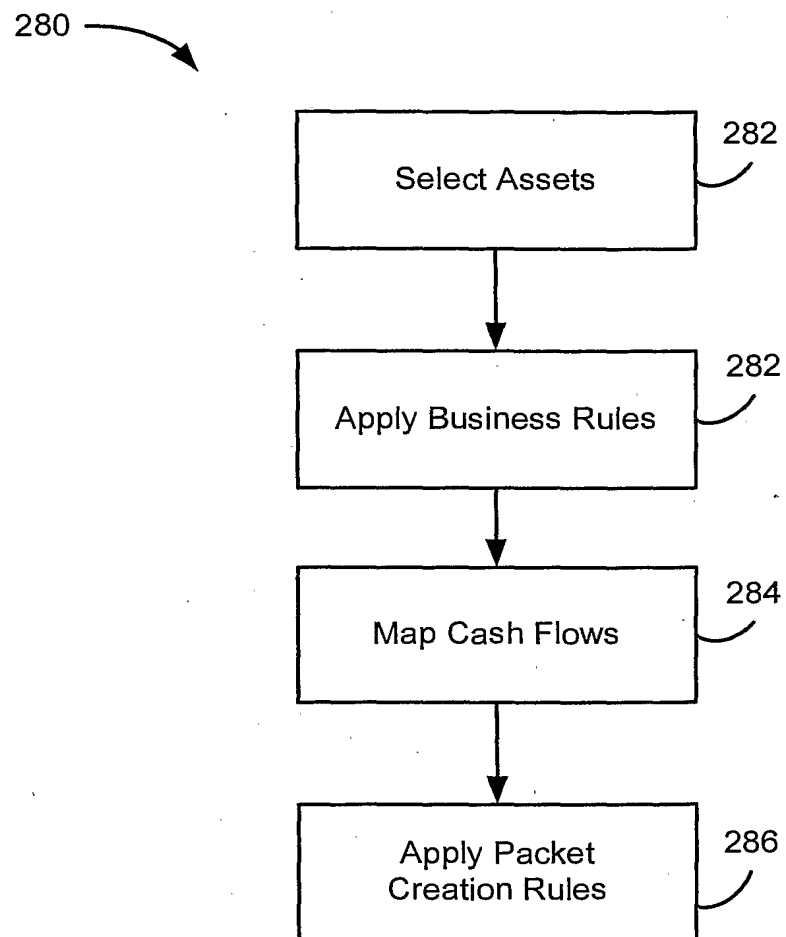 280
282
Select Assets
282
Apply Business Rules
284
Map Cash Flows
286
Apply Packet
Creation Rules